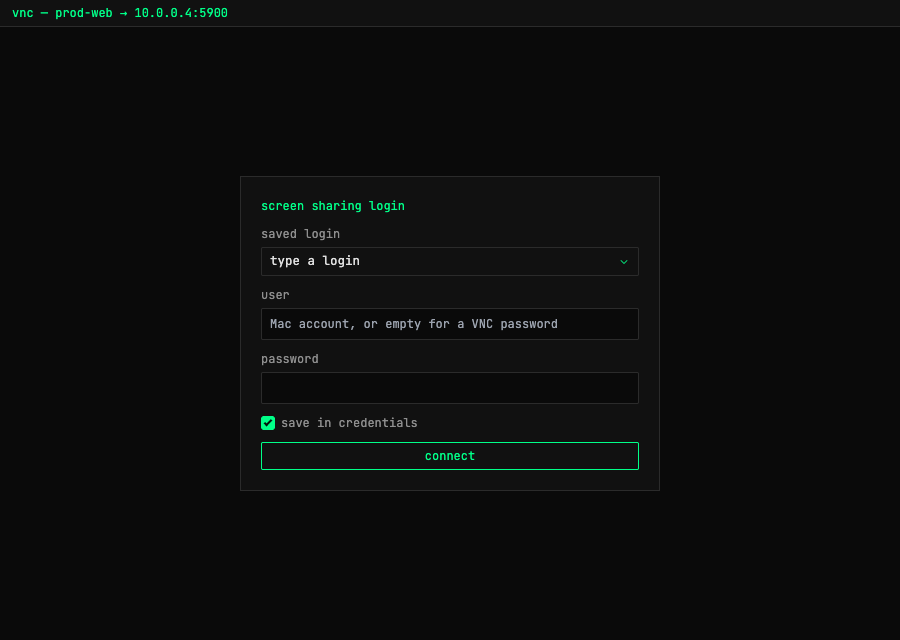 vnc — prod-web → 10.0.0.4:5900
screen sharing login
saved login
type a login
user
Mac account, or empty for a VNC password
password
save in credentials
connect